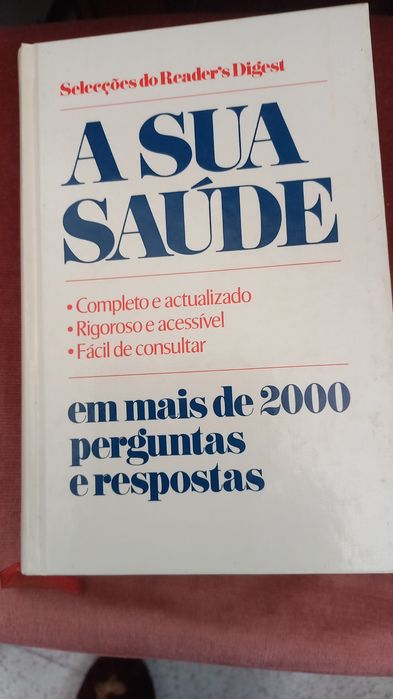 Selecções do Reader's Digest
A SUA
SAÚDE
• Completo e actualizado
• Rigoroso e acessível
• Fácil de consultar
em mais de 2000
perguntas
e respostas